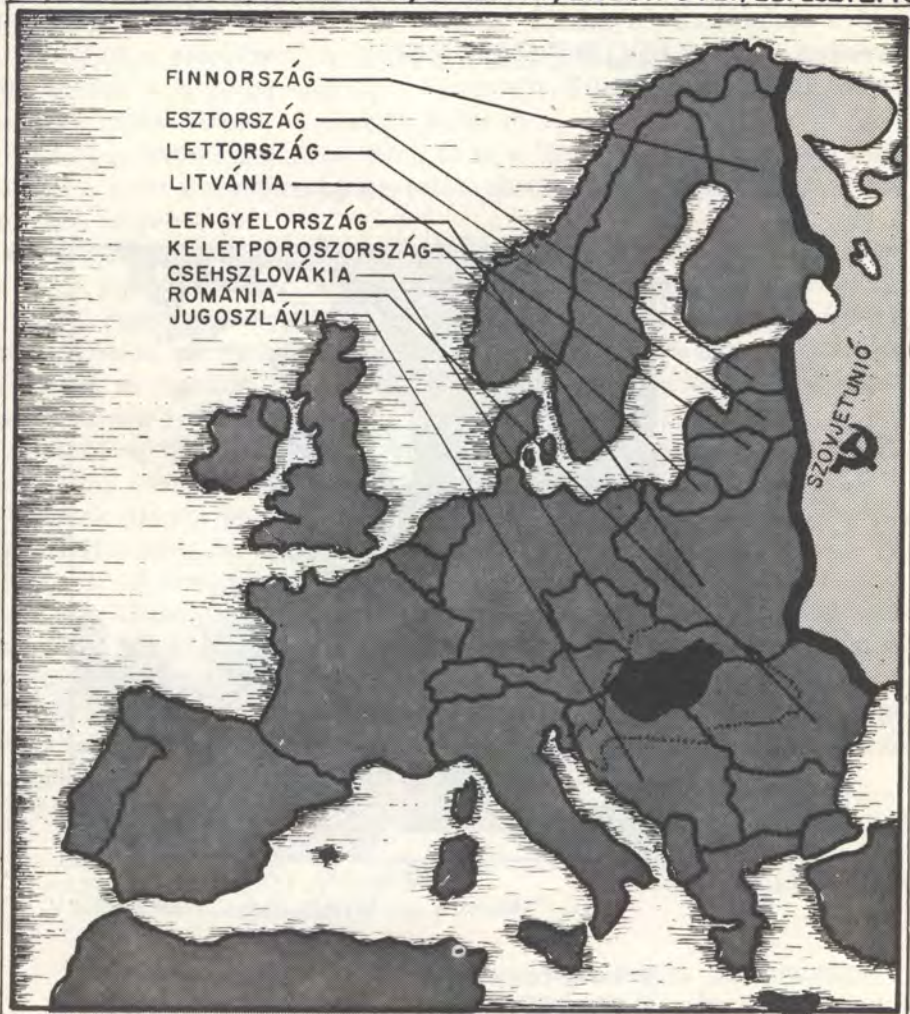 FINNORSZÁG
ESZTORSZÁG
LETTORSZÁG
LITVÁNIA
LENGYELORSZÁG
KELETPOROSZORSZÁG
CSEHSZLOVÁKIA
ROMÁNIA
JUGOSZLÁVIA
SZOVJETUNIÓ